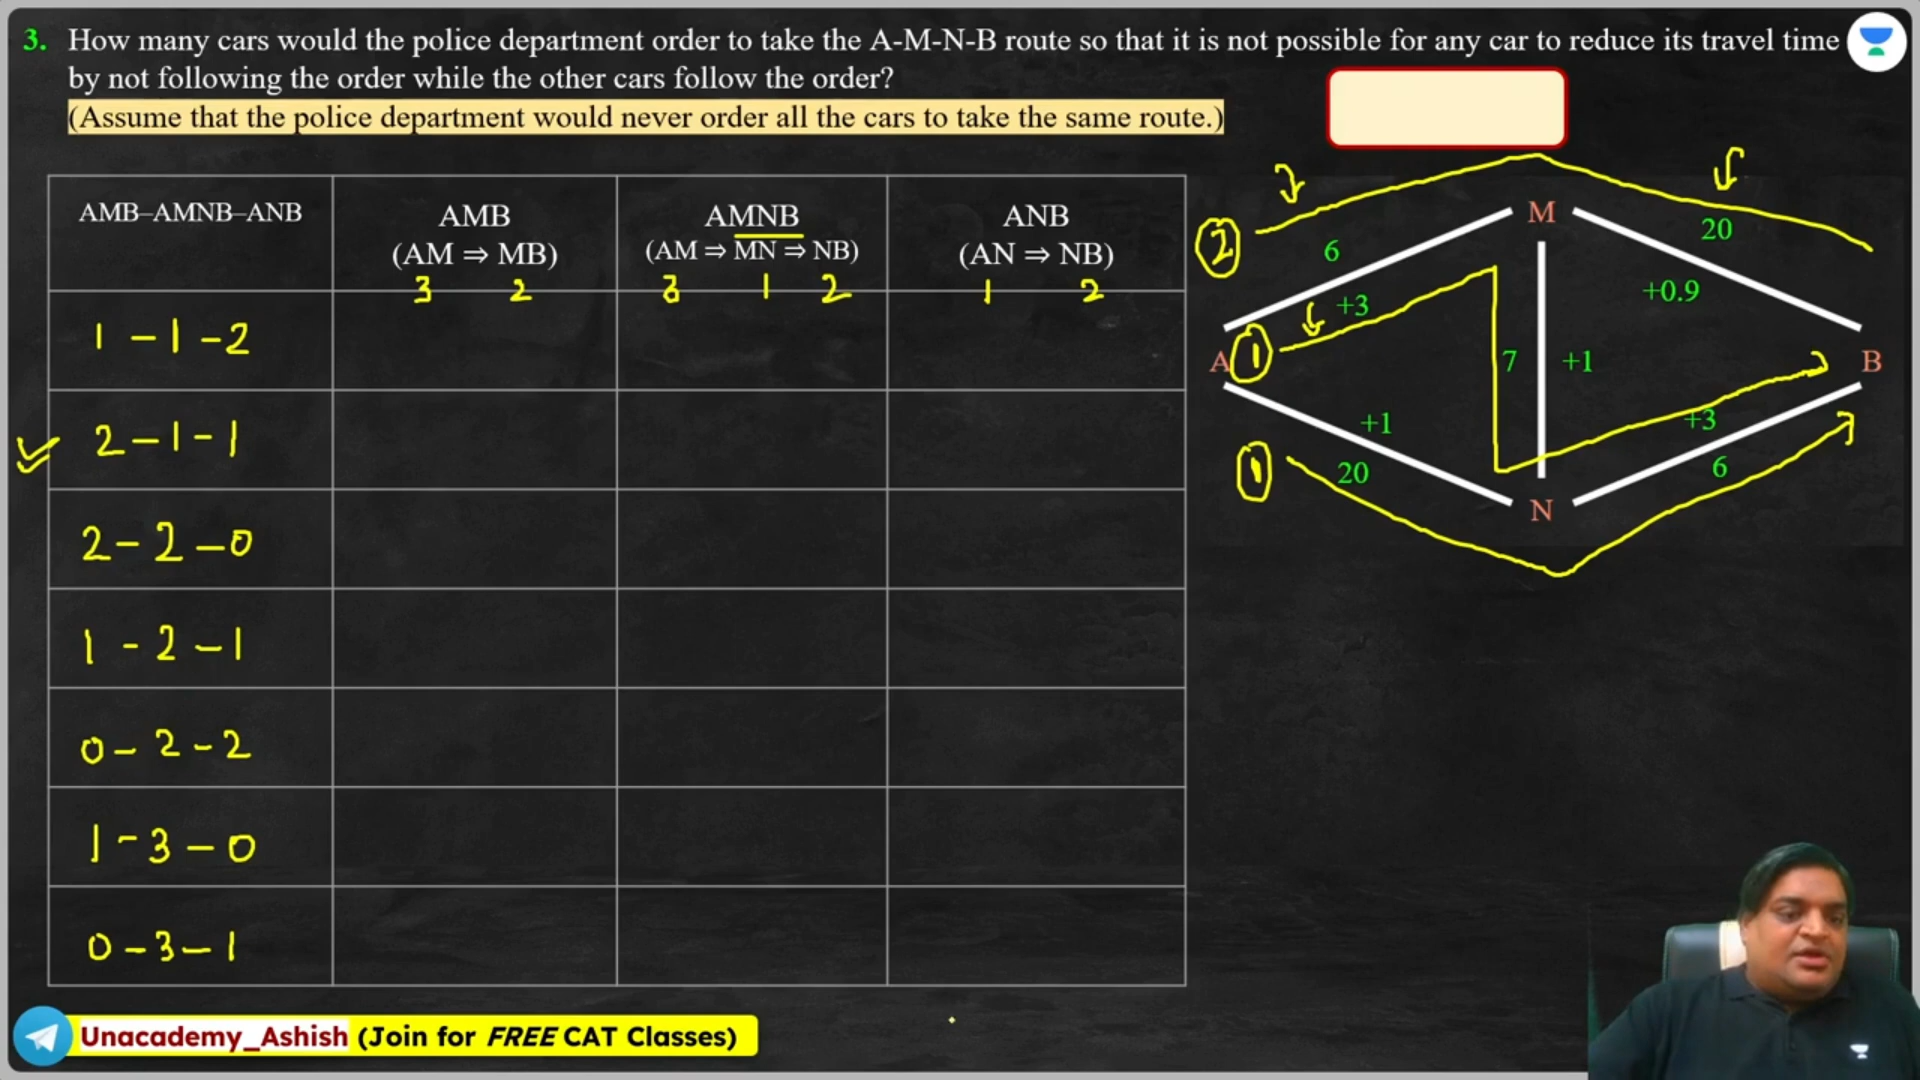 3. How many cars would the police department order to take the A-M-N-B route so that it is not possible for any car to reduce its travel time
by not following the order while the other cars follow the order?
(Assume that the police department would never order all the cars to take the same route.)
AMB–AMNB–ANB
AMB
(AM ⇒ MB)
3 2
AMNB
(AM ⇒ MN ⇒ NB)
3 1 2
ANB
(AN ⇒ NB)
1 2
1 - 1 - 2
2 - 1 - 1
2 - 2 - 0
1 - 2 - 1
0 - 2 - 2
1 - 3 - 0
0 - 3 - 1
M
2
6
20
+3
+0.9
A
1
7
+1
B
+1
+3
1
20
6
N
Unacademy_Ashish (Join for FREE CAT Classes)